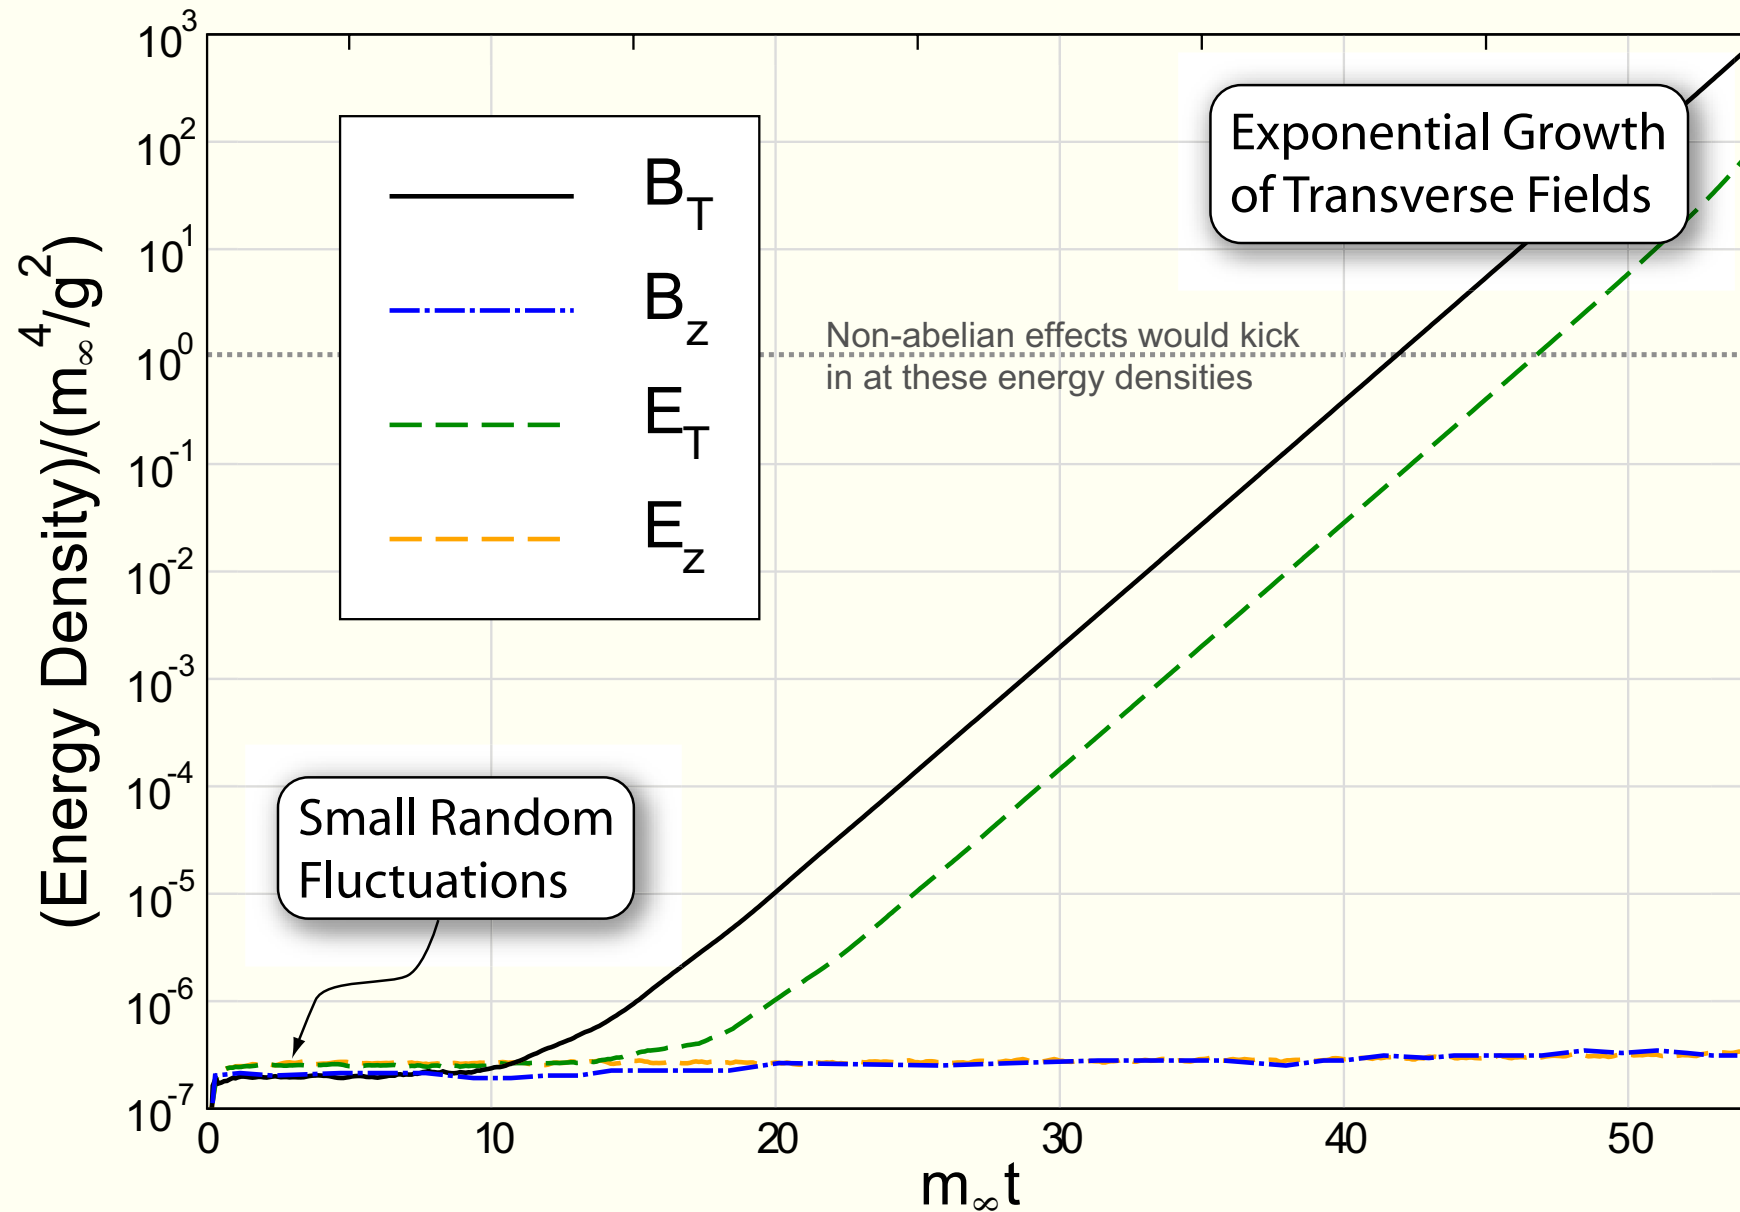 (Energy Density)/(m∞^4/g^2)
10^3
10^2
10^1
10^0
10^-1
10^-2
10^-3
10^-4
10^-5
10^-6
10^-7
B_T
B_z
E_T
E_z
Exponential Growth
of Transverse Fields
Non-abelian effects would kick
in at these energy densities
Small Random
Fluctuations
0 10 20 30 40 50
m∞t